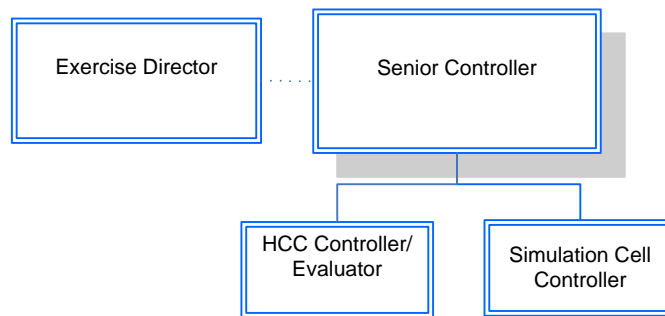 Exercise Director
Senior Controller
HCC Controller/
Evaluator
Simulation Cell
Controller